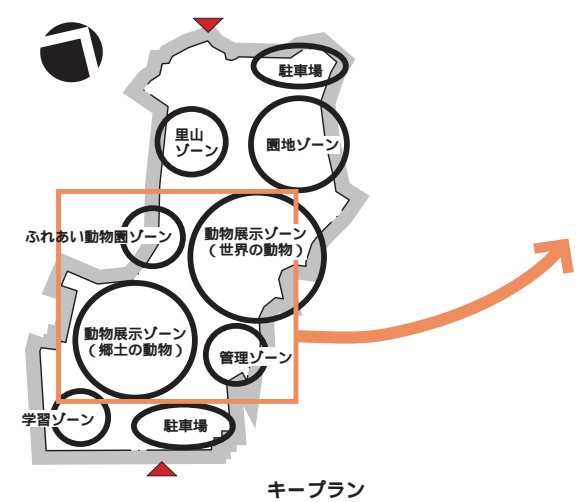 駐車場
里山
ゾーン
園地ゾーン
ふれあい動物園ゾーン
動物展示ゾーン
（世界の動物）
動物展示ゾーン
（郷土の動物）
管理ゾーン
学習ゾーン
駐車場
キープラン